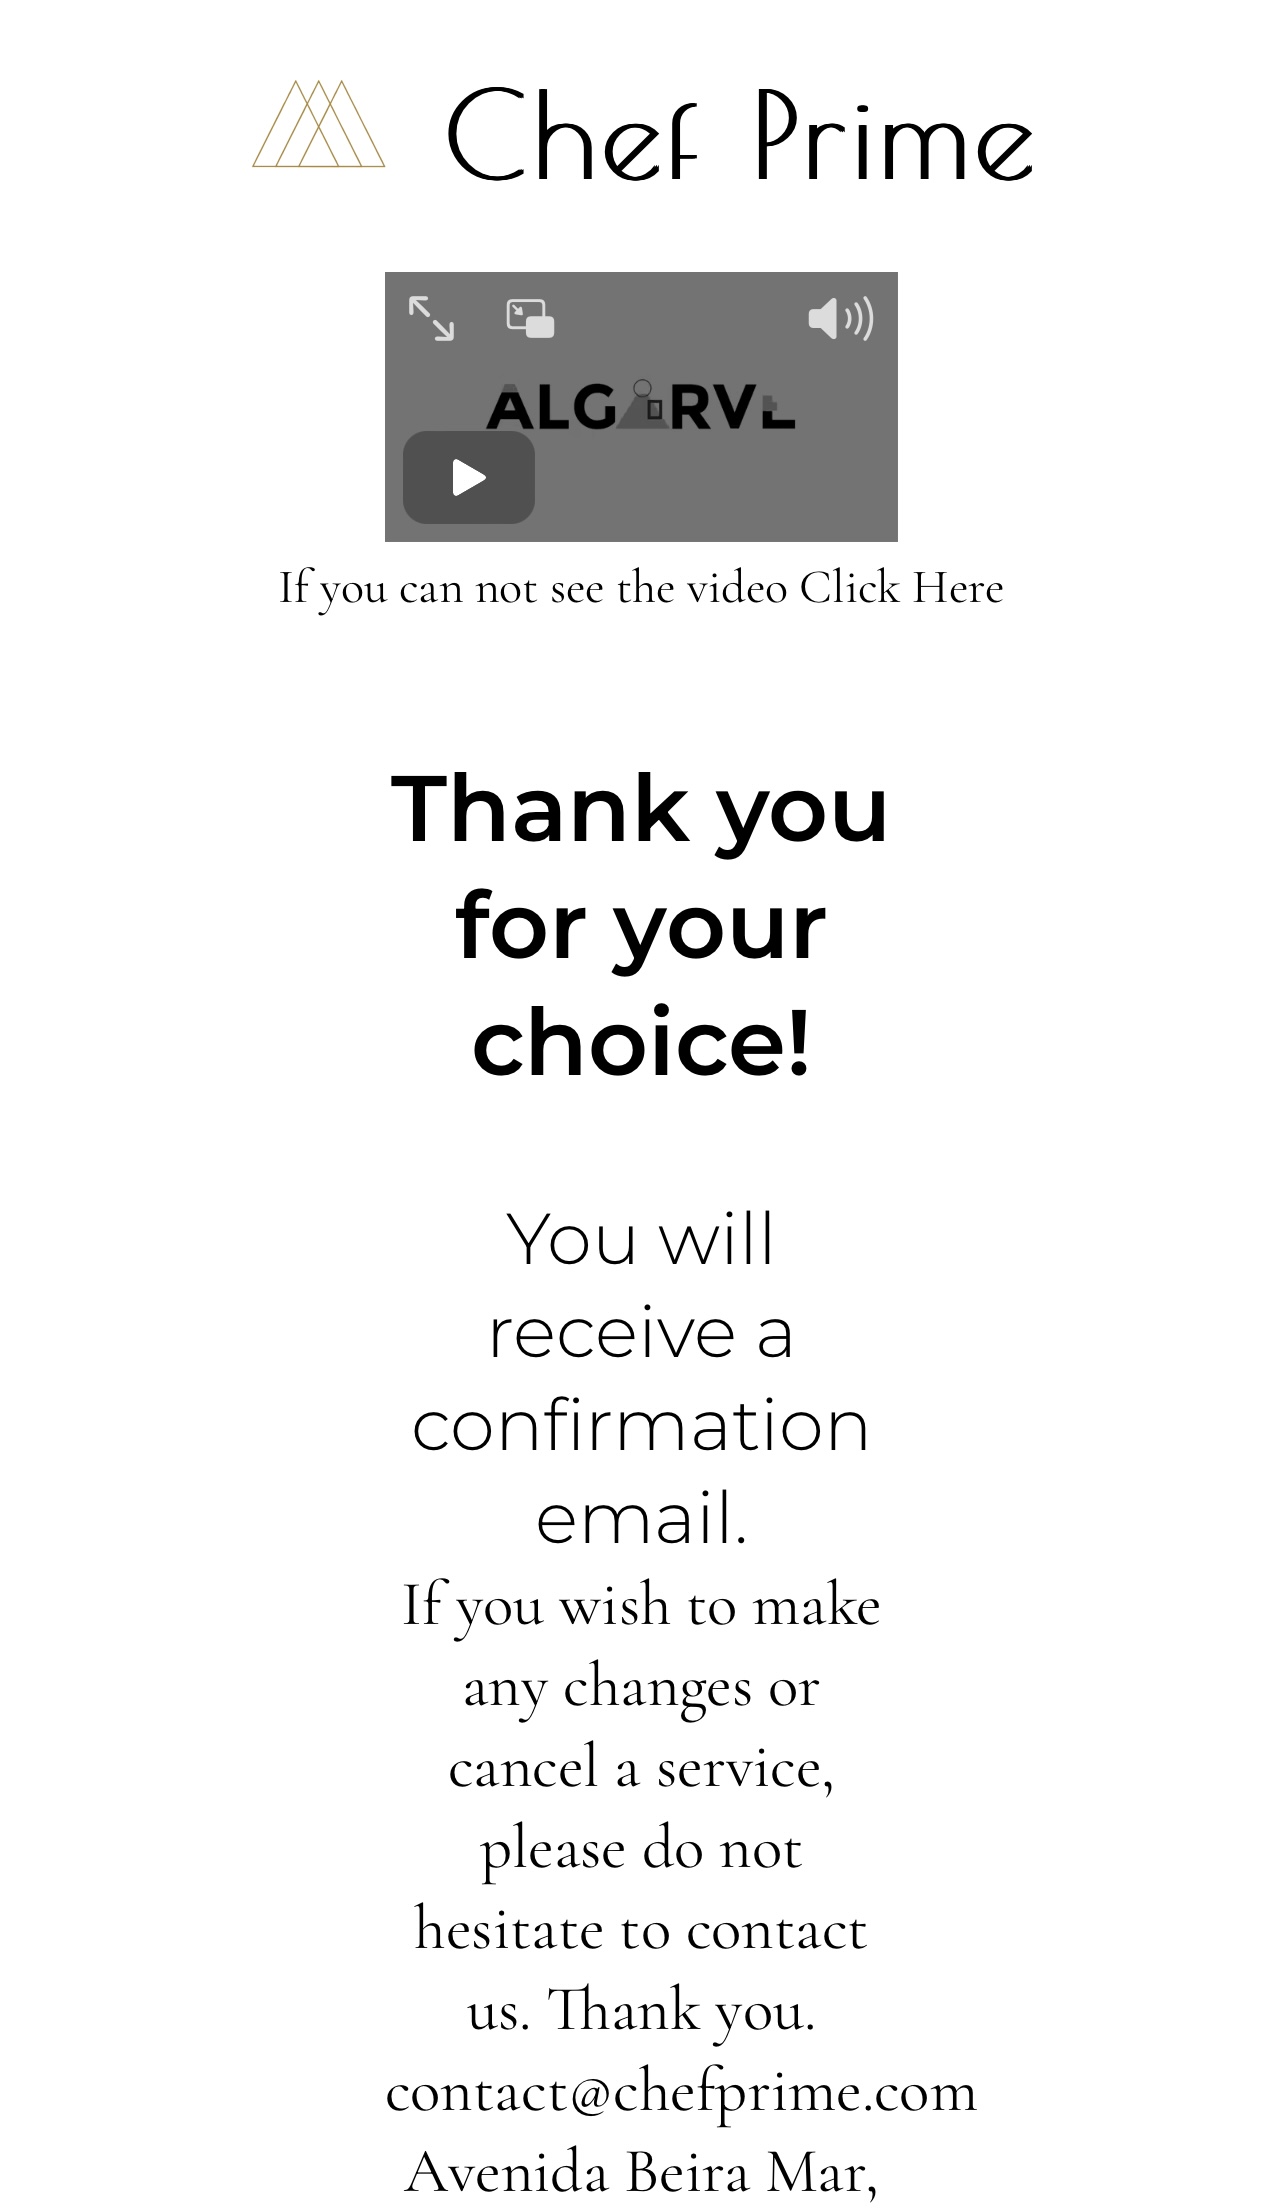 Chef Prime
ALGARVE
If you can not see the video Click Here
Thank you
for your
choice!
You will
receive a
confirmation
email.
If you wish to make
any changes or
cancel a service,
please do not
hesitate to contact
us. Thank you.
contact@chefprime.com
Avenida Beira Mar,